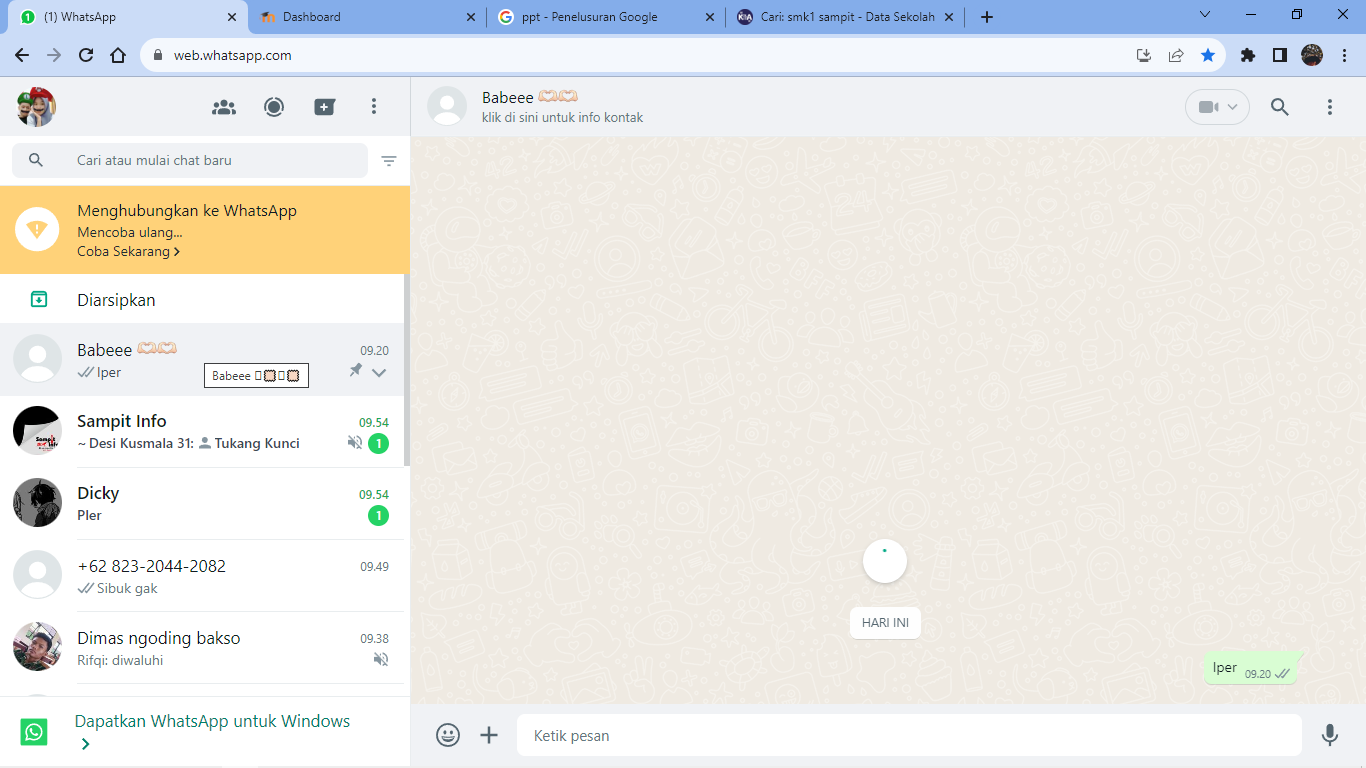 (1) WhatsApp
Dashboard
ppt - Penelusuran Google
Cari: smk1 sampit - Data Sekolah
web.whatsapp.com
Cari atau mulai chat baru
Menghubungkan ke WhatsApp
Mencoba ulang...
Coba Sekarang
Diarsipkan
Babeee 🫶🏻🫶🏻
09.20
Iper
Babeee
Sampit Info
09.54
~ Desi Kusmala 31: Tukang Kunci
1
Dicky
09.54
Pler
1
+62 823-2044-2082
09.49
Sibuk gak
Dimas ngoding bakso
09.38
Rifqi: diwaluhi
Dapatkan WhatsApp untuk Windows
Babeee 🫶🏻🫶🏻
klik di sini untuk info kontak
HARI INI
Iper 09.20
Ketik pesan